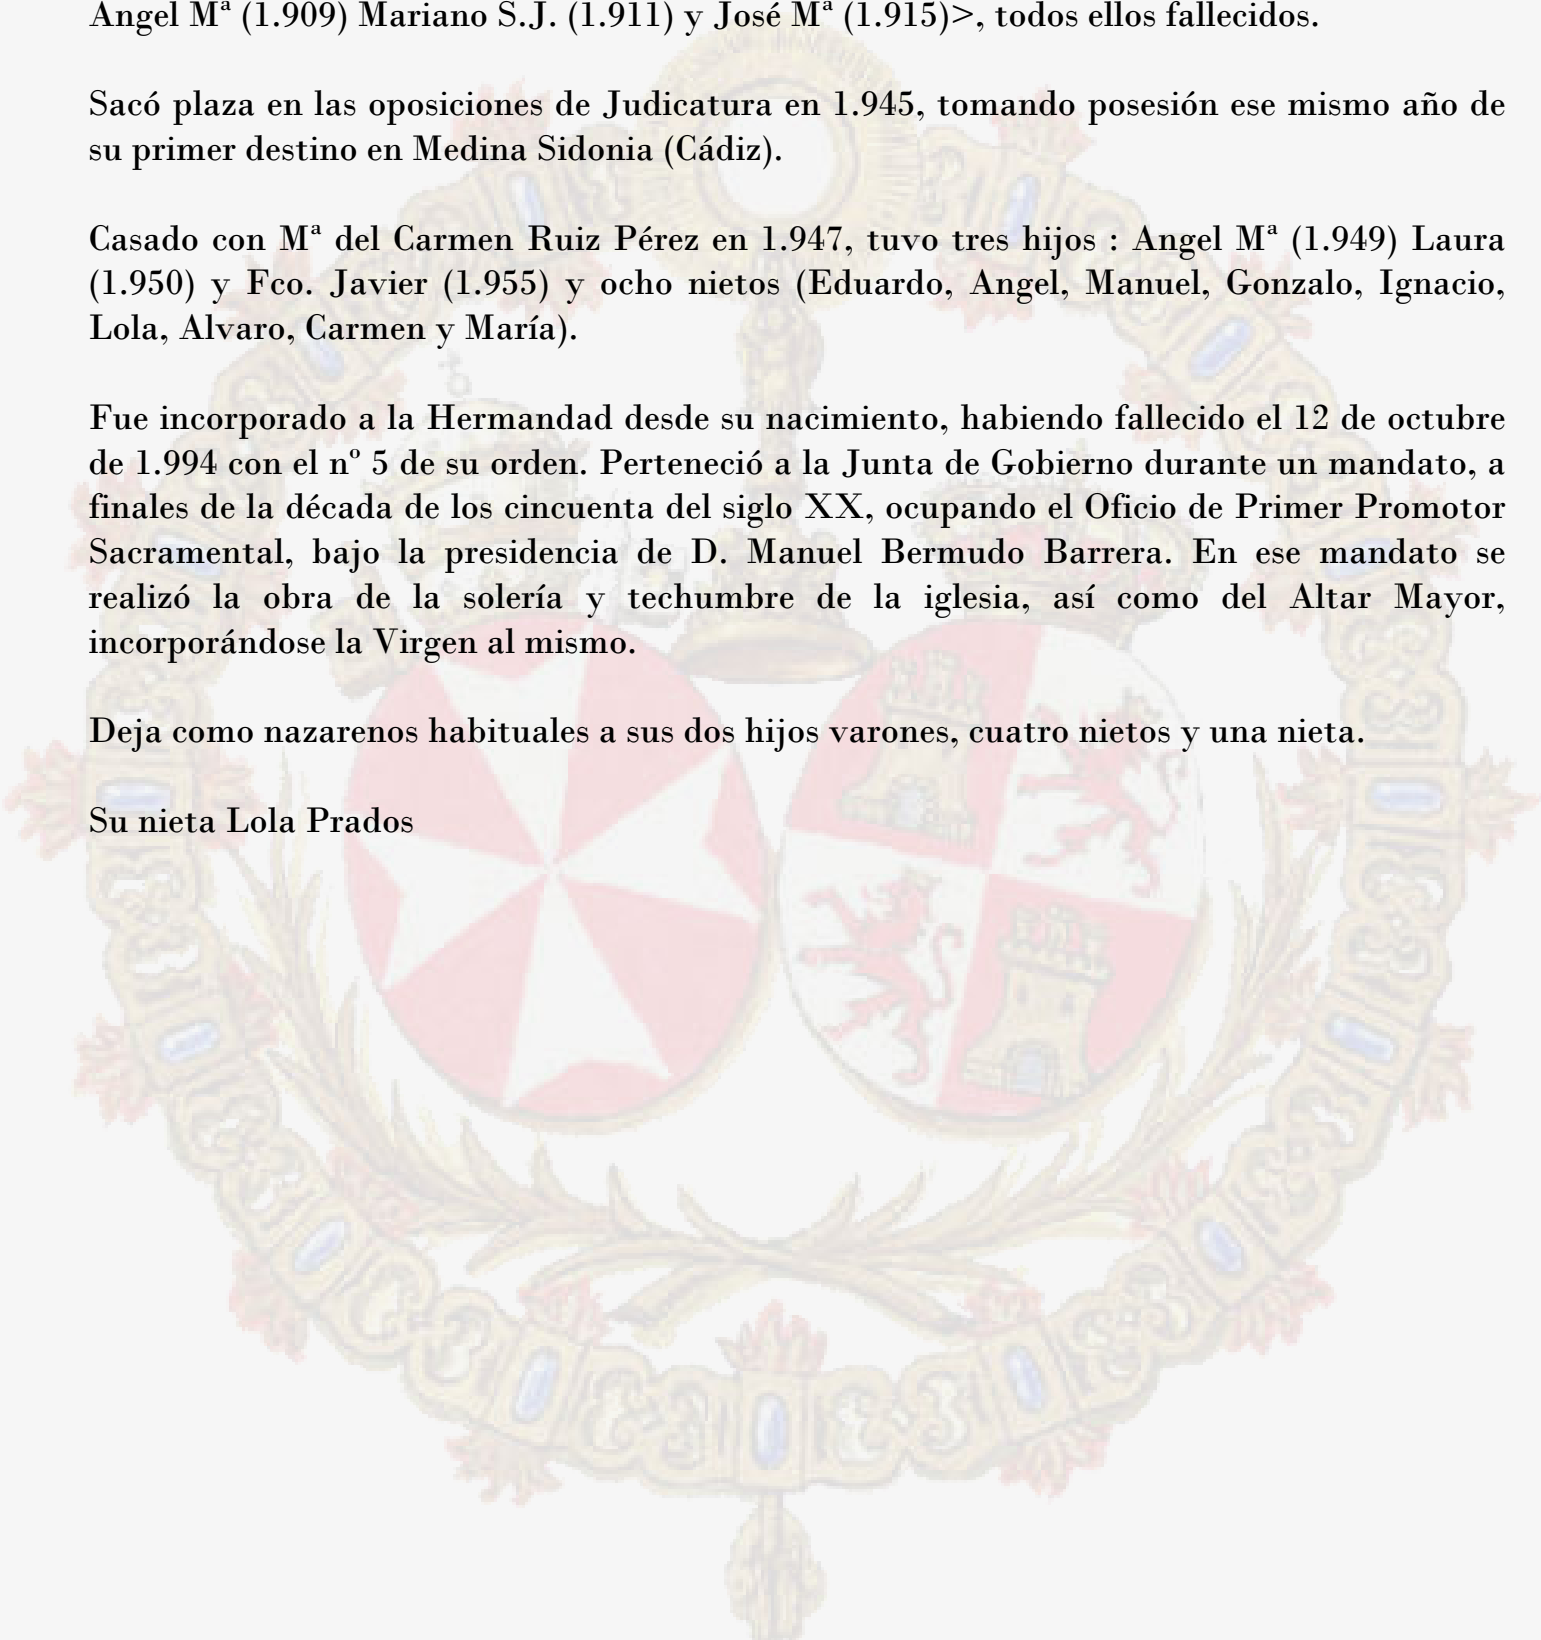 Angel Mª (1.909) Mariano S.J. (1.911) y José Mª (1.915)>, todos ellos fallecidos.
Sacó plaza en las oposiciones de Judicatura en 1.945, tomando posesión ese mismo año de
su primer destino en Medina Sidonia (Cádiz).
Casado con Mª del Carmen Ruiz Pérez en 1.947, tuvo tres hijos : Angel Mª (1.949) Laura
(1.950) y Fco. Javier (1.955) y ocho nietos (Eduardo, Angel, Manuel, Gonzalo, Ignacio,
Lola, Alvaro, Carmen y María).
Fue incorporado a la Hermandad desde su nacimiento, habiendo fallecido el 12 de octubre
de 1.994 con el nº 5 de su orden. Perteneció a la Junta de Gobierno durante un mandato, a
finales de la década de los cincuenta del siglo XX, ocupando el Oficio de Primer Promotor
Sacramental, bajo la presidencia de D. Manuel Bermudo Barrera. En ese mandato se
realizó la obra de la solería y techumbre de la iglesia, así como del Altar Mayor,
incorporándose la Virgen al mismo.
Deja como nazarenos habituales a sus dos hijos varones, cuatro nietos y una nieta.
Su nieta Lola Prados